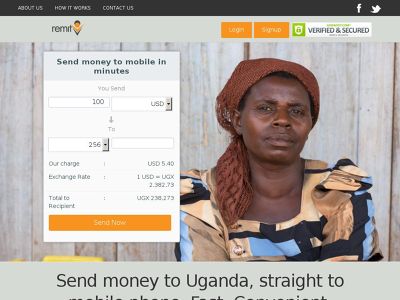 ABOUT US HOW IT WORKS CONTACT US
remit
Login Signup
VERIFIED & SECURED
Send money to mobile in
minutes
You Send
100 USD
To
256
Our charge : USD 5.40
Exchange Rate : 1 USD = UGX
2,382.73
Total to : UGX 238,273
Recipient
Send Now
Send money to Uganda, straight to
mobile phone. Fast. Convenient.